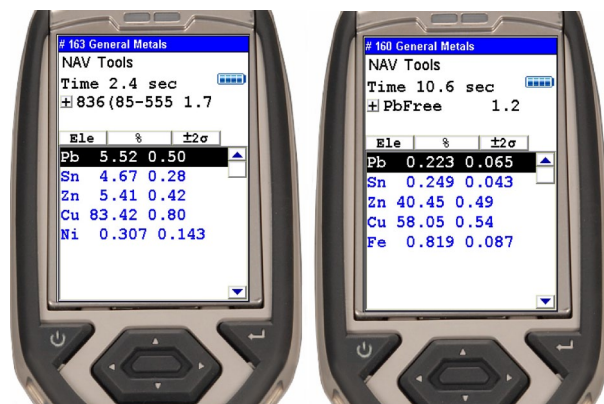 # 163 General Metals
NAV Tools
Time 2.4 sec
836(85-555 1.7
Ele % ±2σ
Pb 5.52 0.50
Sn 4.67 0.28
Zn 5.41 0.42
Cu 83.42 0.80
Ni 0.307 0.143
# 160 General Metals
NAV Tools
Time 10.6 sec
PbFree 1.2
Ele % ±2σ
Pb 0.223 0.065
Sn 0.249 0.043
Zn 40.45 0.49
Cu 58.05 0.54
Fe 0.819 0.087